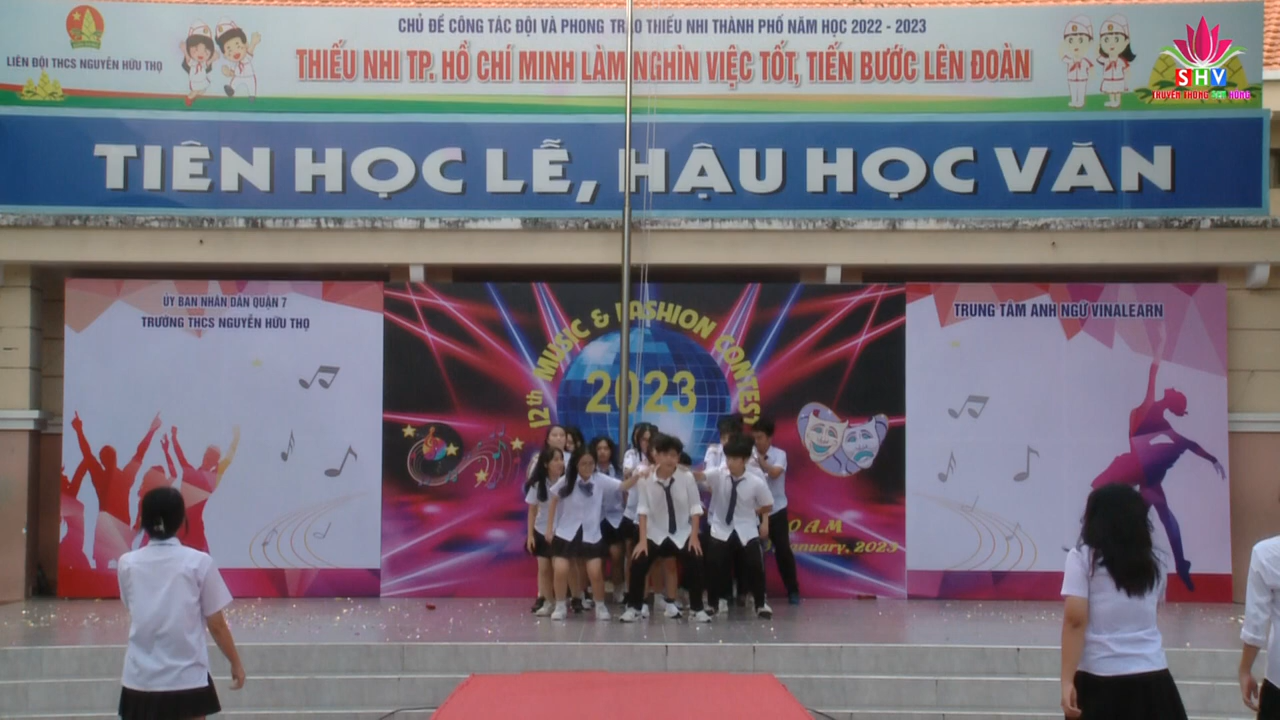 CHỦ ĐỀ CÔNG TÁC ĐỘI VÀ PHONG TRÀO THIẾU NHI THÀNH PHỐ NĂM HỌC 2022 - 2023
LIÊN ĐỘI THCS NGUYỄN HỮU THỌ
THIẾU NHI TP. HỒ CHÍ MINH LÀM NGHÌN VIỆC TỐT, TIẾN BƯỚC LÊN ĐOÀN
SHV
TIÊN HỌC LỄ, HẬU HỌC VĂN
ỦY BAN NHÂN DÂN QUẬN 7
TRƯỜNG THCS NGUYỄN HỮU THỌ
12th MUSIC & FASHION CONTEST
2023
TRUNG TÂM ANH NGỮ VINALEARN
A.M
January, 2023